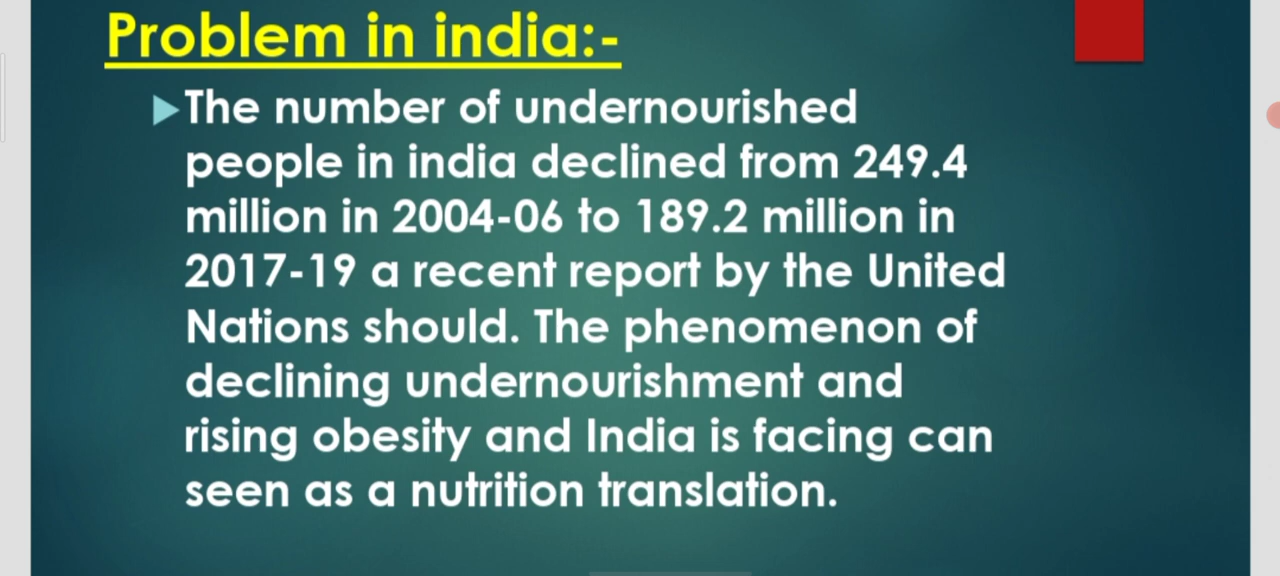 Problem in india:-
The number of undernourished
people in india declined from 249.4
million in 2004-06 to 189.2 million in
2017-19 a recent report by the United
Nations should. The phenomenon of
declining undernourishment and
rising obesity and India is facing can
seen as a nutrition translation.